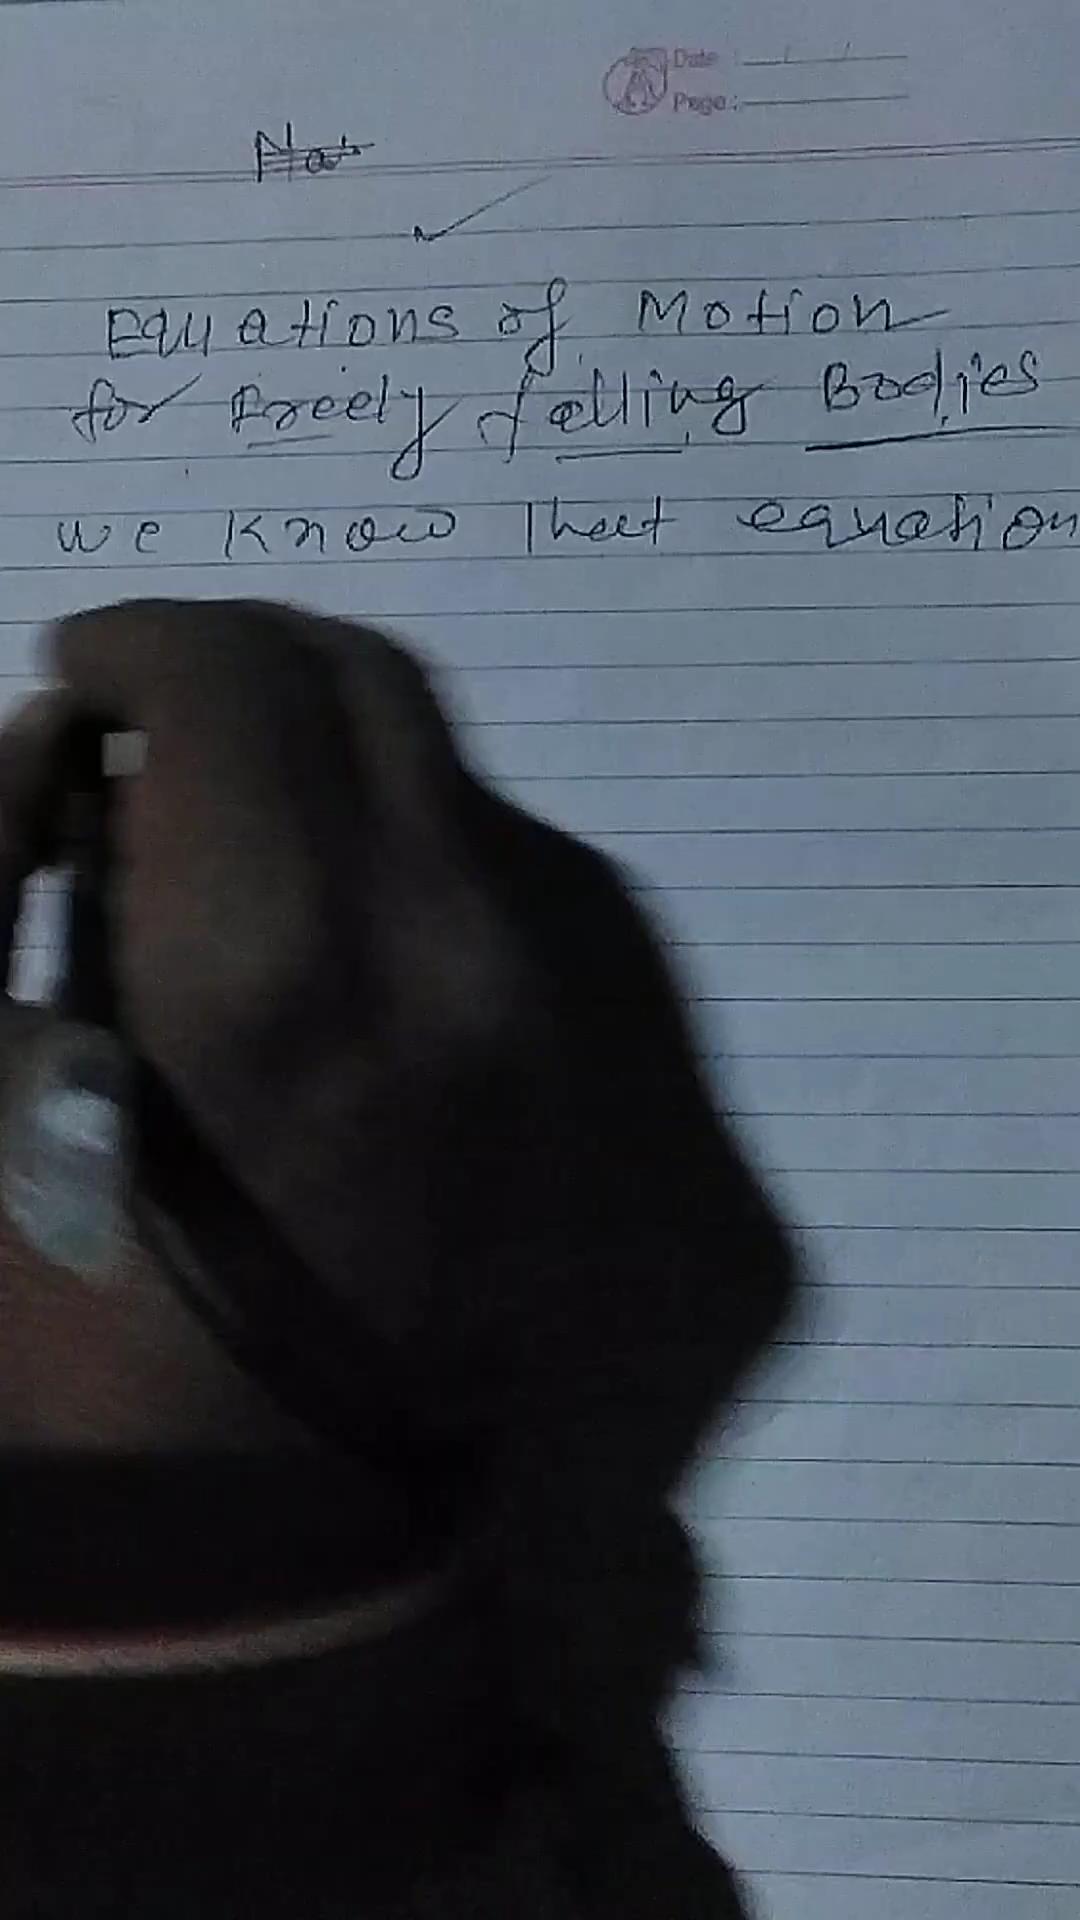 Date : / /
Page :
Equations of Motion
for Freely falling Bodies
we know that equation